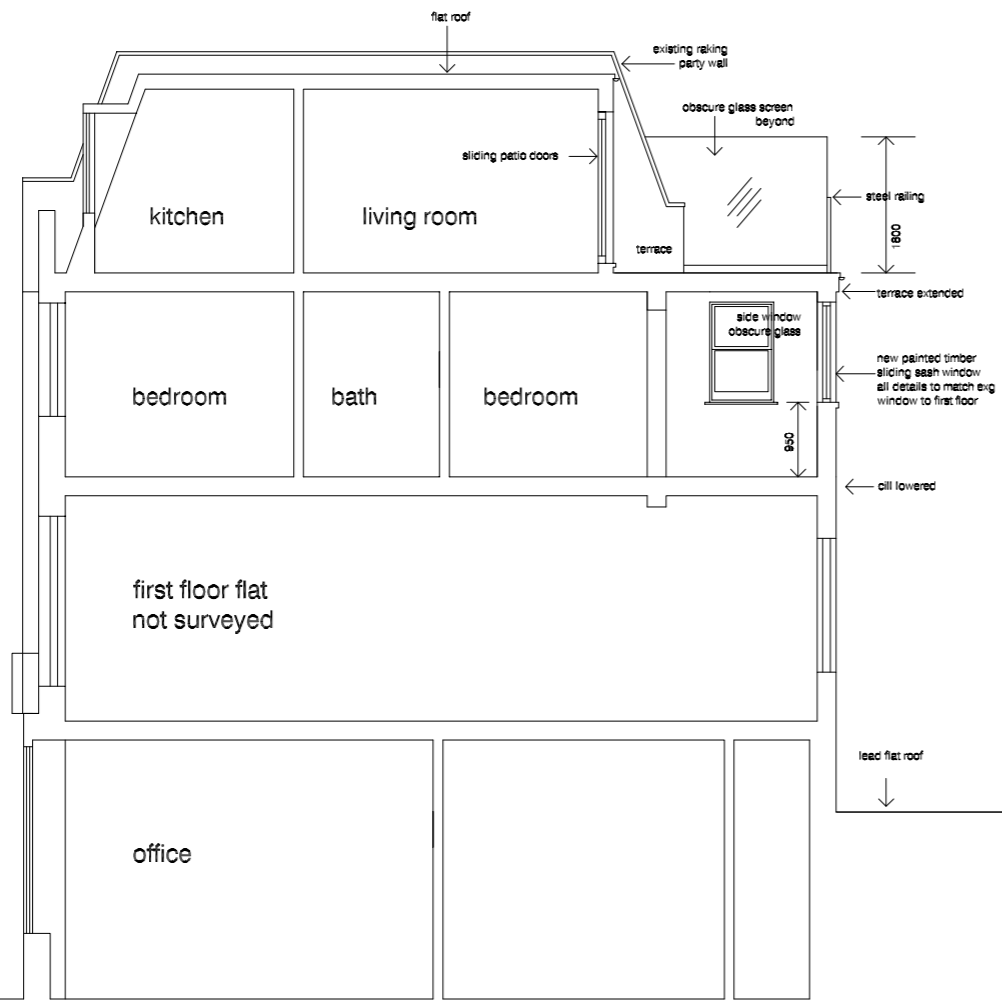 flat roof
existing raking
party wall
obscure glass screen
beyond
sliding patio doors
steel railing
kitchen
living room
1800
terrace
terrace extended
side window
obscure glass
new painted timber
sliding sash window
all details to match exg
window to first floor
bedroom
bath
bedroom
950
cill lowered
first floor flat
not surveyed
lead flat roof
office